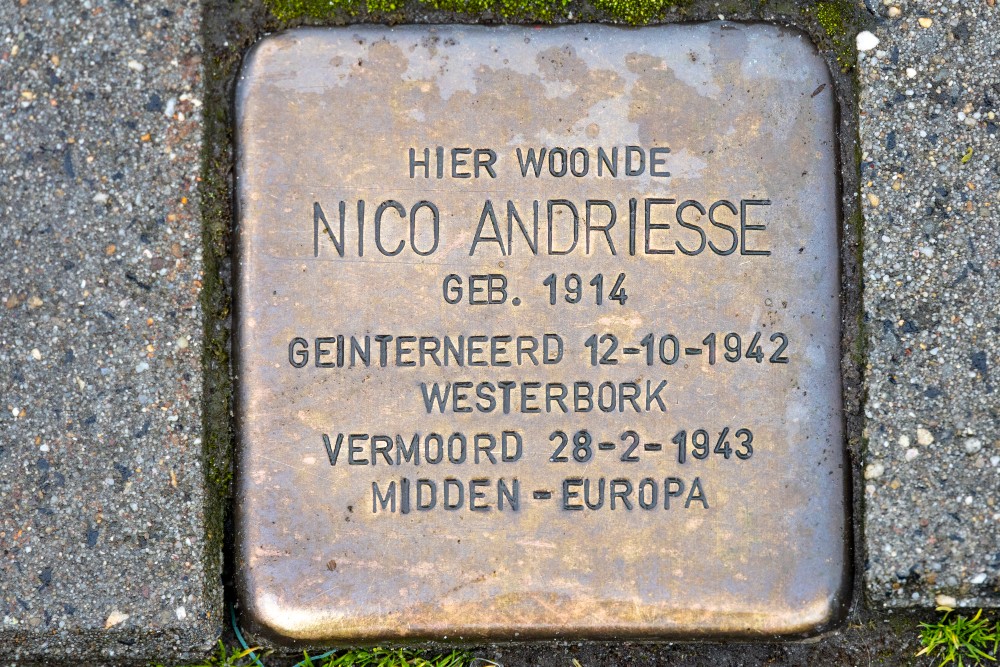 HIER WOONDE
NICO ANDRIESSE
GEB. 1914
GEINTERNEERD 12-10-1942
WESTERBORK
VERMOORD 28-2-1943
MIDDEN-EUROPA